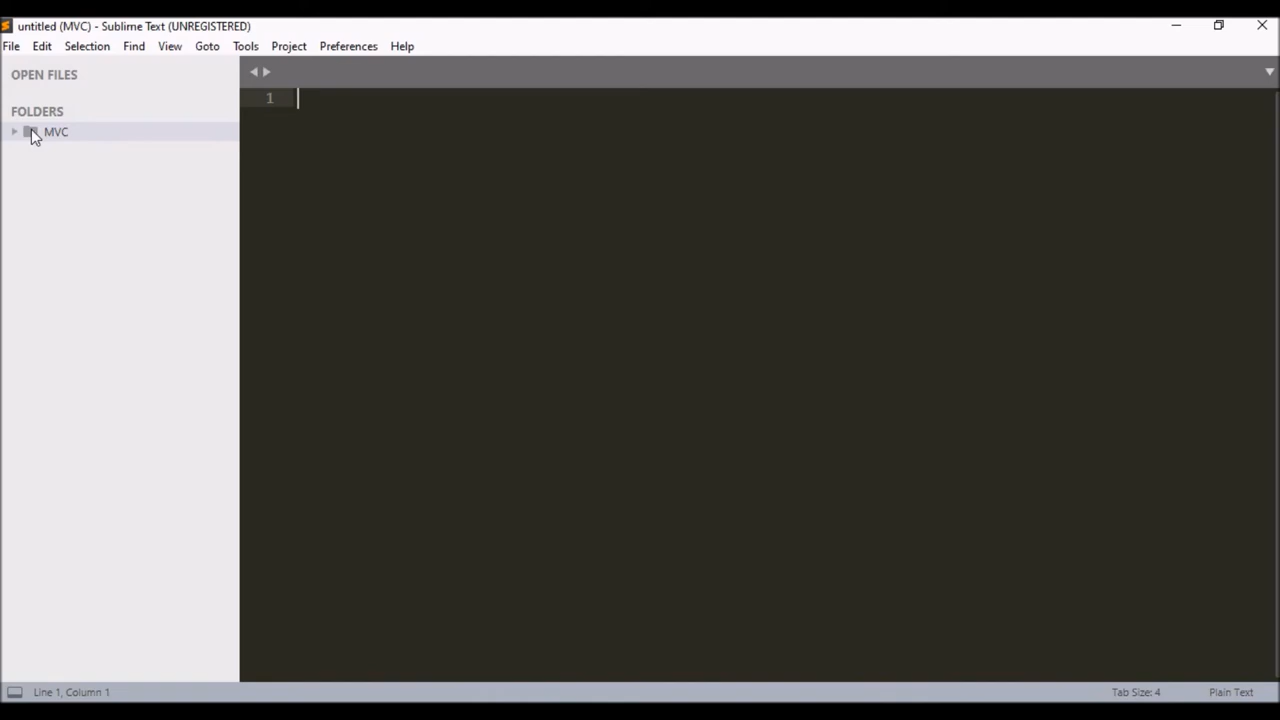 untitled (MVC) - Sublime Text (UNREGISTERED)
File Edit Selection Find View Goto Tools Project Preferences Help
OPEN FILES
FOLDERS
MVC
1
Line 1, Column 1
Tab Size: 4
Plain Text